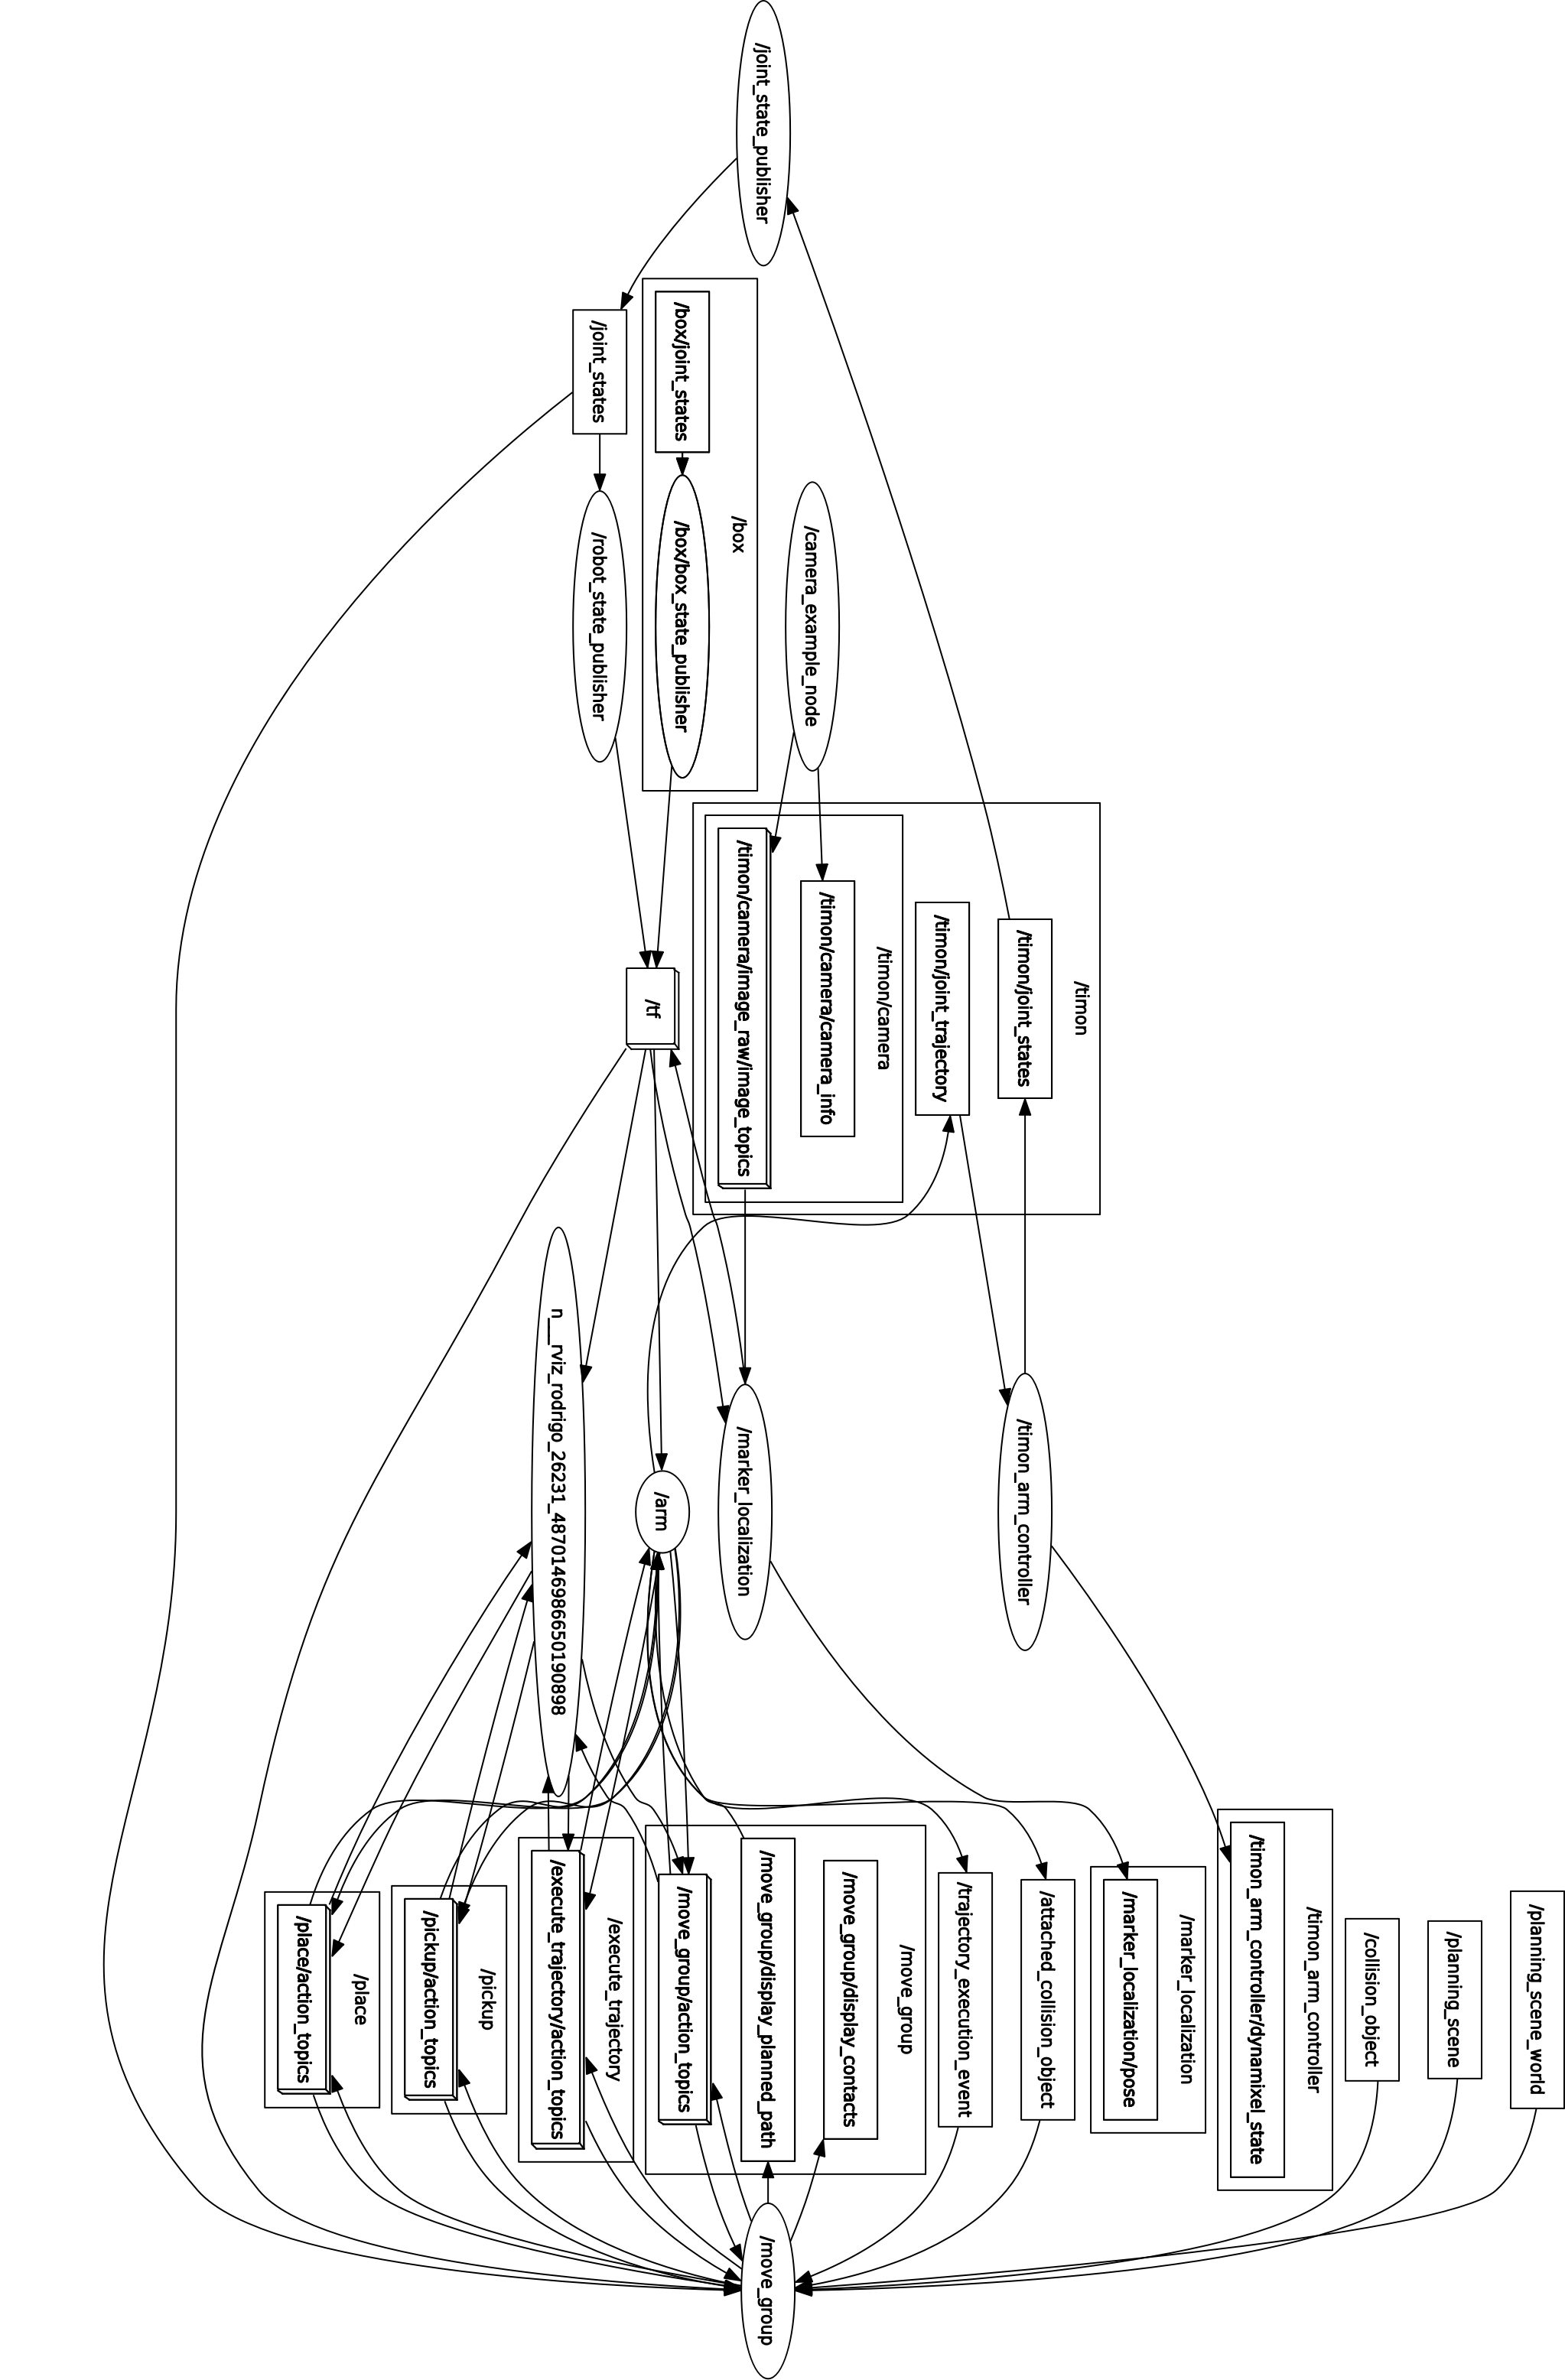 /joint_state_publisher
/joint_states
/box
/box/joint_states
/box/box_state_publisher
/robot_state_publisher
/camera_example_node
/timon
/timon/joint_states
/timon/joint_trajectory
/timon/camera
/timon/camera/camera_info
/timon/camera/image_raw/image_topics
/tf
/timon_arm_controller
/marker_localization
/arm
n___rviz_rodrigo_26231_4870146986650190898
/planning_scene_world
/planning_scene
/collision_object
/timon_arm_controller
/timon_arm_controller/dynamixel_state
/marker_localization
/marker_localization/pose
/attached_collision_object
/trajectory_execution_event
/move_group
/move_group/display_contacts
/move_group/display_planned_path
/move_group/action_topics
/execute_trajectory
/execute_trajectory/action_topics
/pickup
/pickup/action_topics
/place
/place/action_topics
/move_group